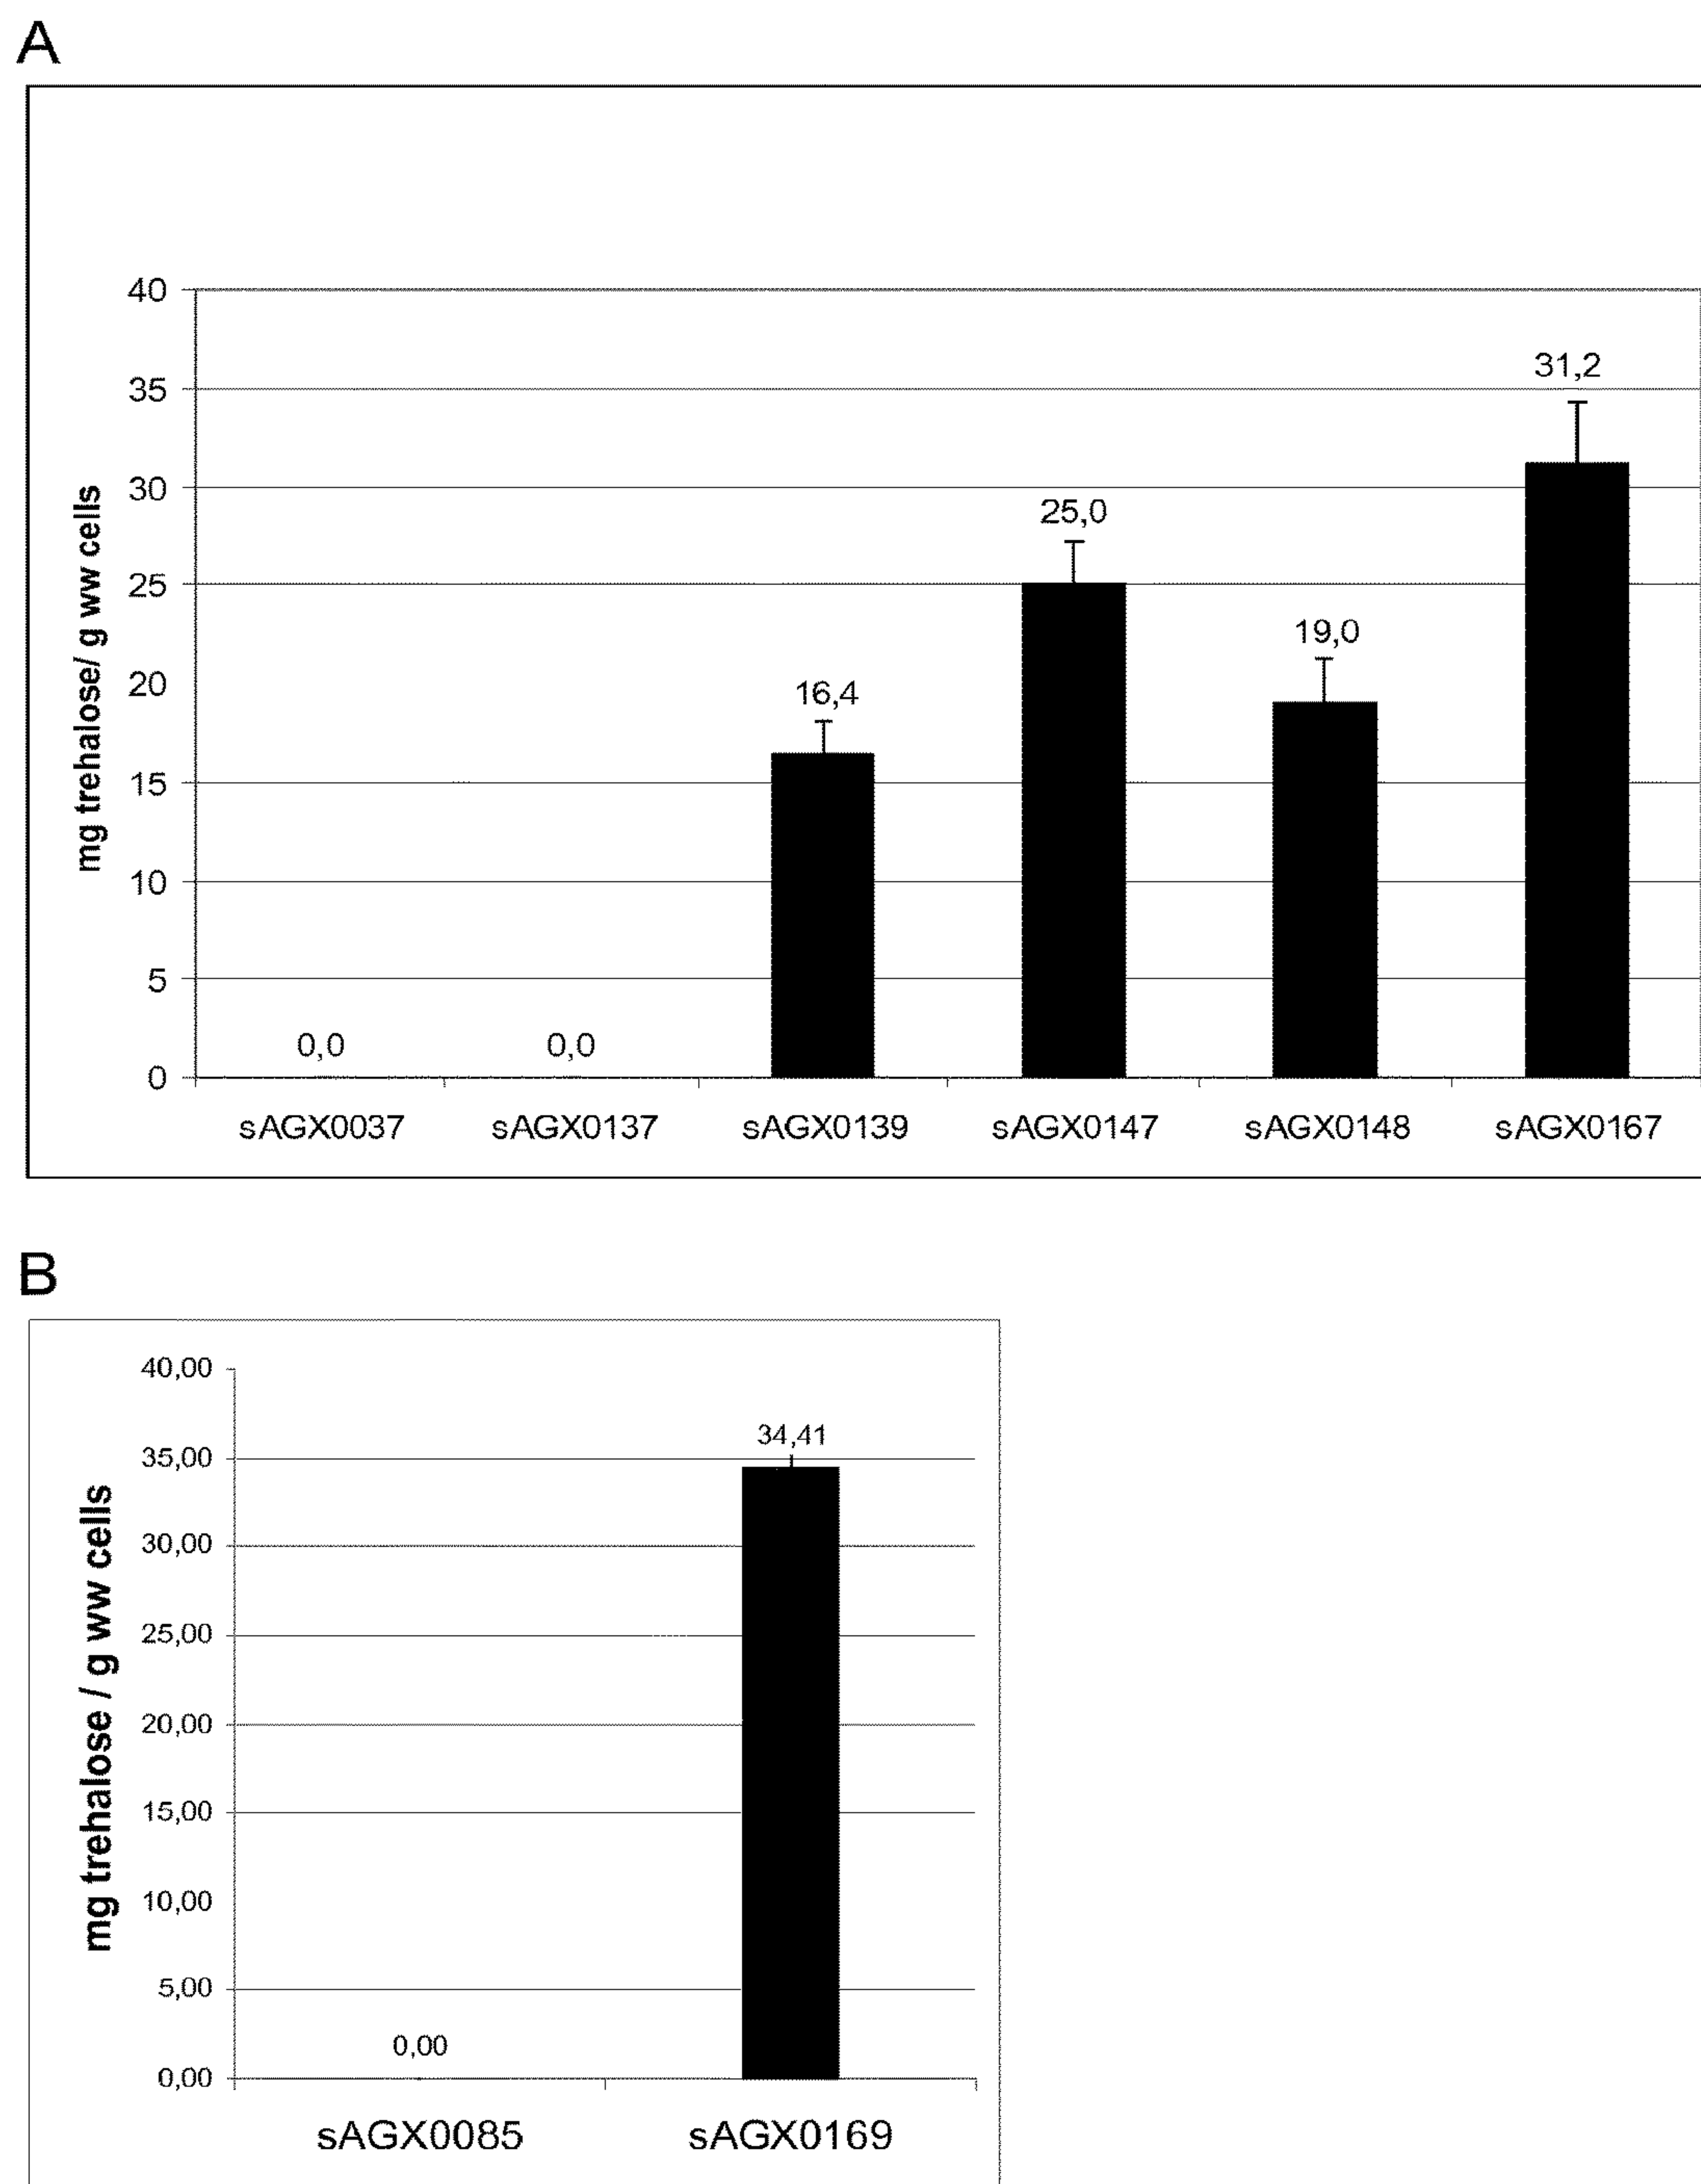 A
mg trehalose/ g ww cells
40
35
30
25
20
15
10
5
0
0,0
0,0
16,4
25,0
19,0
31,2
sAGX0037
sAGX0137
sAGX0139
sAGX0147
sAGX0148
sAGX0167
B
mg trehalose / g ww cells
40,00
35,00
30,00
25,00
20,00
15,00
10,00
5,00
0,00
0,00
34,41
sAGX0085
sAGX0169